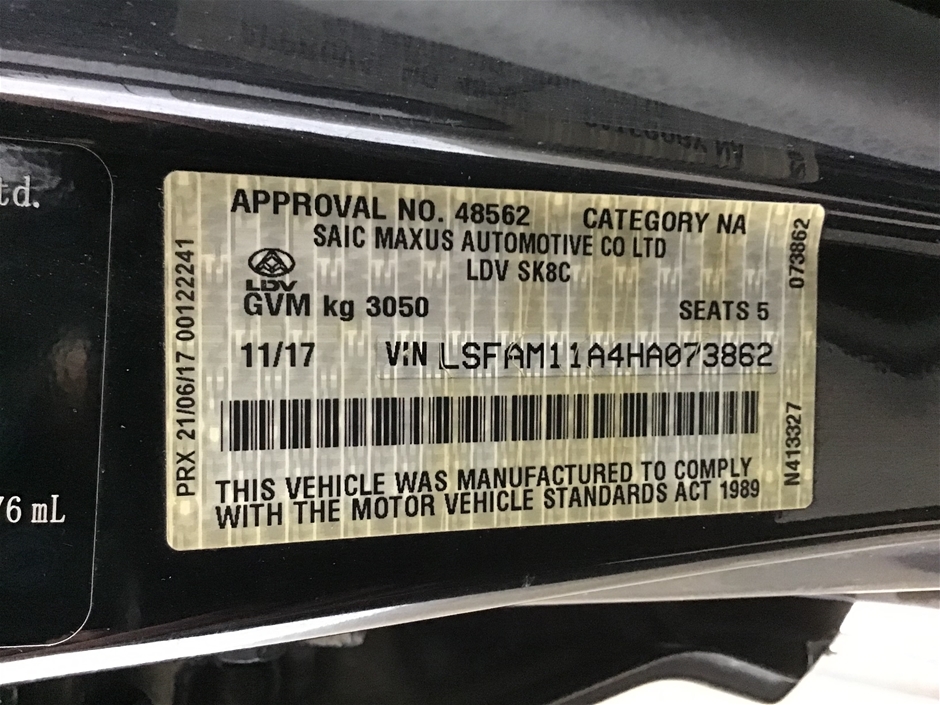 td.
76 mL
APPROVAL NO. 48562 CATEGORY NA
SAIC MAXUS AUTOMOTIVE CO LTD
LDV
LDV SK8C
GVM kg 3050 SEATS 5
11/17 VIN LSFAM11A4HA073862
THIS VEHICLE WAS MANUFACTURED TO COMPLY
WITH THE MOTOR VEHICLE STANDARDS ACT 1989
PRX 21/06/17 00122241
073862
N413327